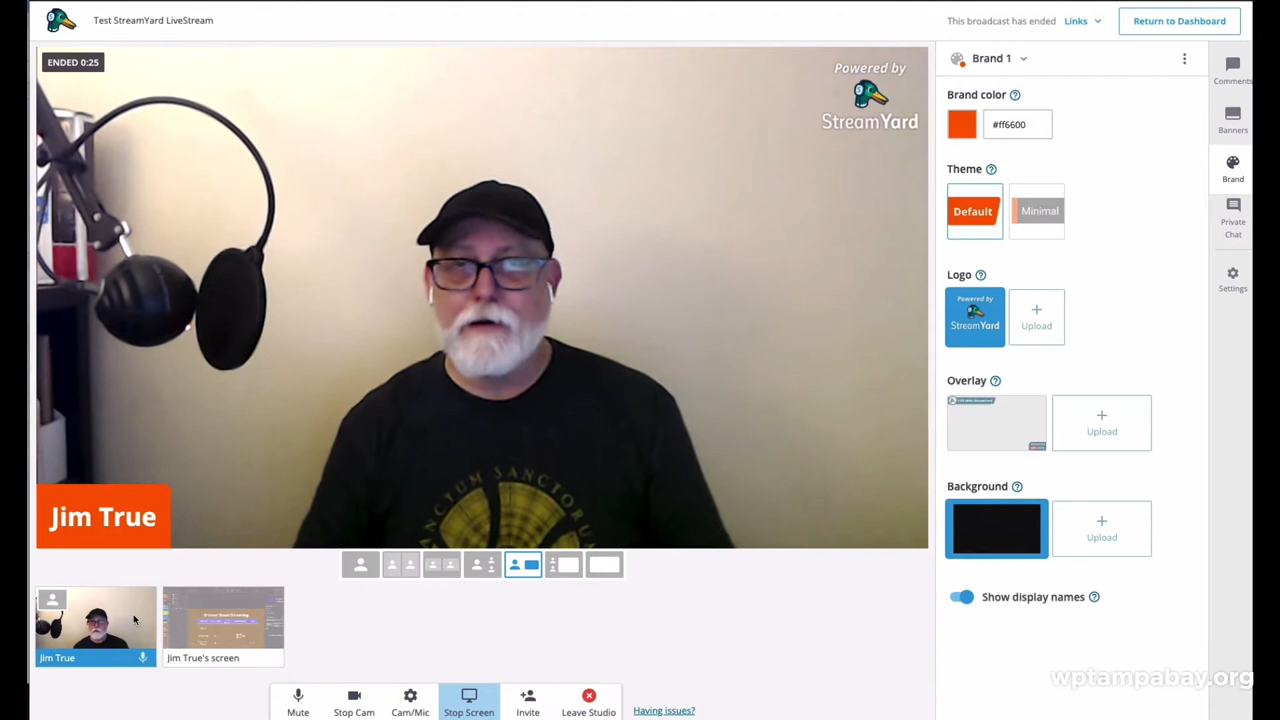 Test StreamYard LiveStream
This broadcast has ended
Links
Return to Dashboard
ENDED 0:25
Powered by
StreamYard
Jim True
NCTUM SANCTORU
Brand 1
Brand color
#ff6600
Theme
Default
Minimal
Logo
Powered by
StreamYard
Upload
Overlay
Upload
Background
Upload
Show display names
Comments
Banners
Brand
Private
Chat
Settings
Jim True
Jim True's screen
Mute
Stop Cam
Cam/Mic
Stop Screen
Invite
Leave Studio
Having issues?
wptampabay.org